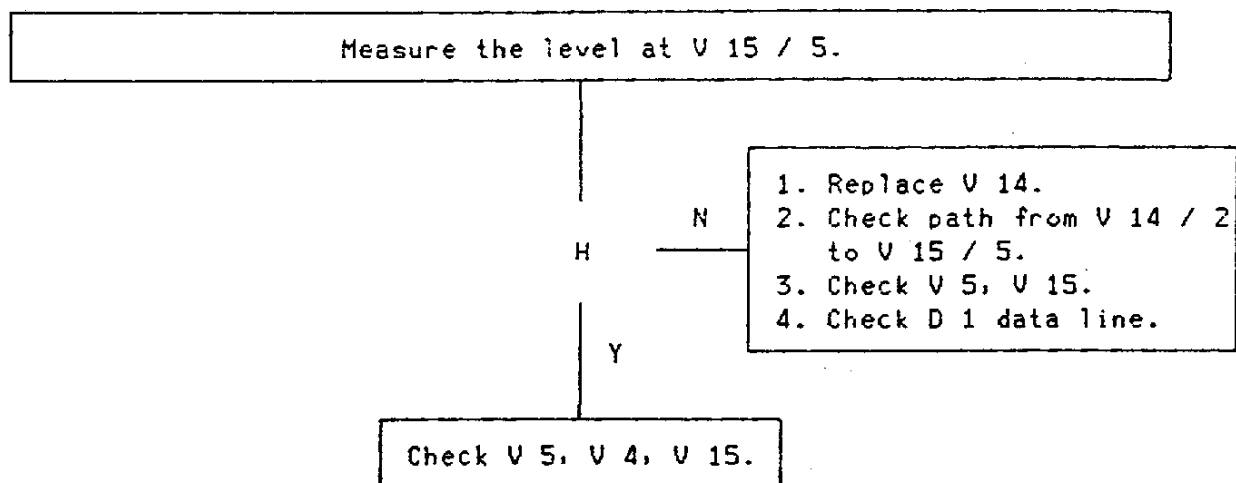 Measure the level at V 15 / 5.
1. Replace V 14.
N
2. Check path from V 14 / 2
H
to V 15 / 5.
3. Check V 5, V 15.
4. Check D 1 data line.
Y
Check V 5, V 4, V 15.